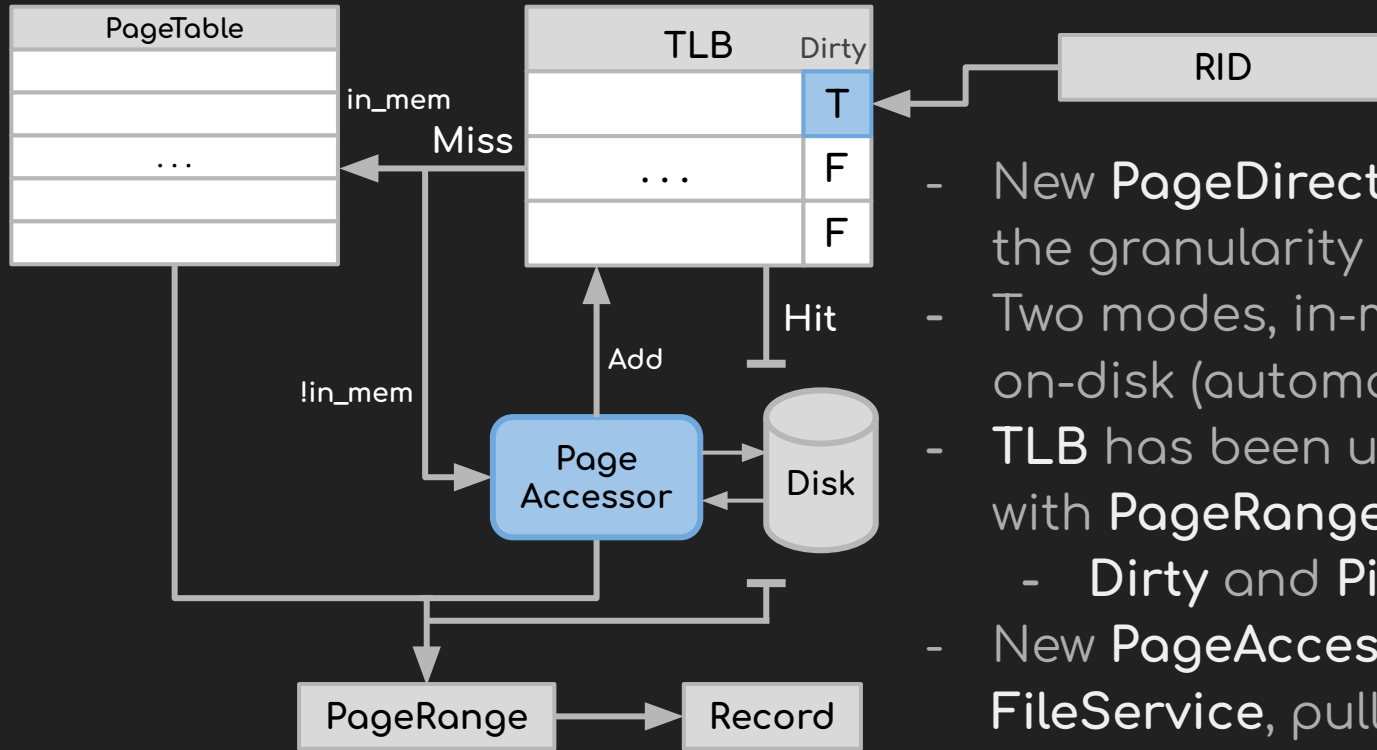 PageTable
TLB
Dirty
RID
in_mem
Miss
T
...
...
F
F
Hit
Add
!in_mem
Page
Accessor
Disk
PageRange
Record
- New PageDirect
the granularity
- Two modes, in-
on-disk (automa
- TLB has been u
with PageRange
- Dirty and Pi
- New PageAcces
FileService, pull